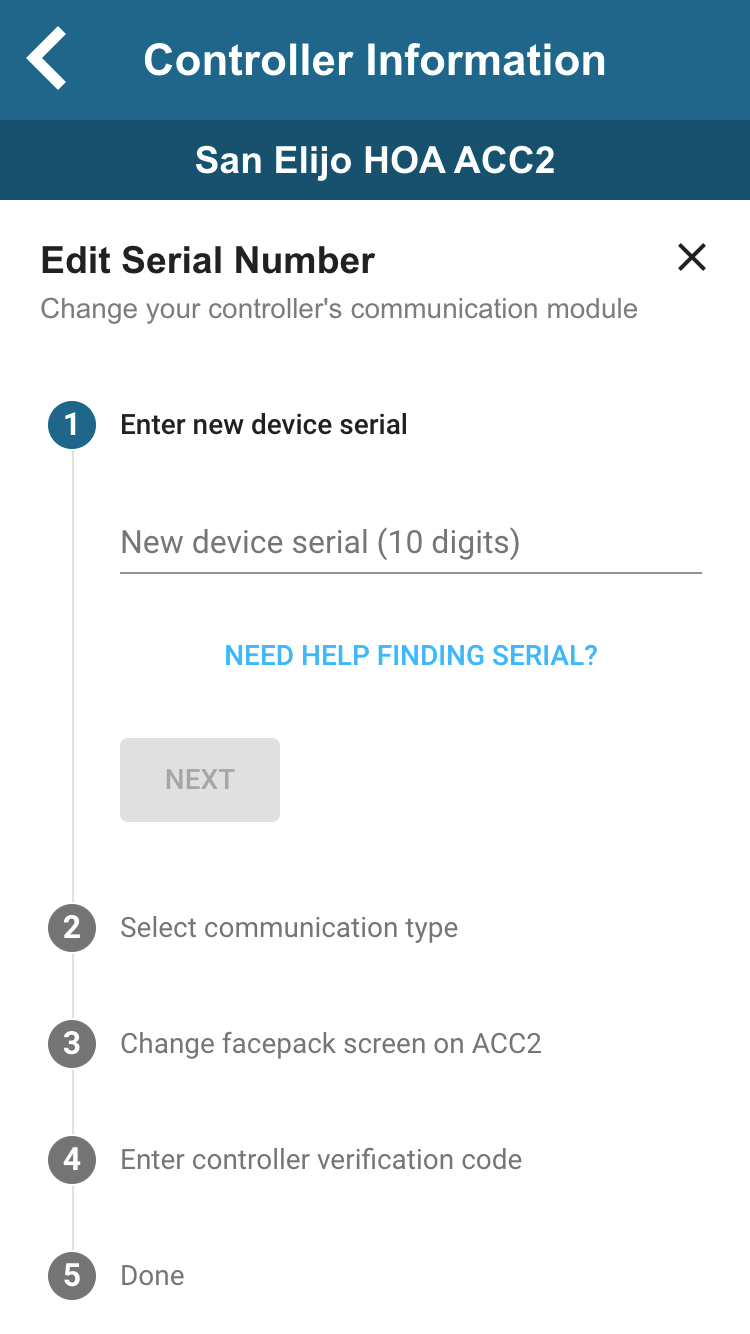 Controller Information
San Elijo HOA ACC2
Edit Serial Number
Change your controller's communication module
1 Enter new device serial
New device serial (10 digits)
NEED HELP FINDING SERIAL?
NEXT
2 Select communication type
3 Change facepack screen on ACC2
4 Enter controller verification code
5 Done